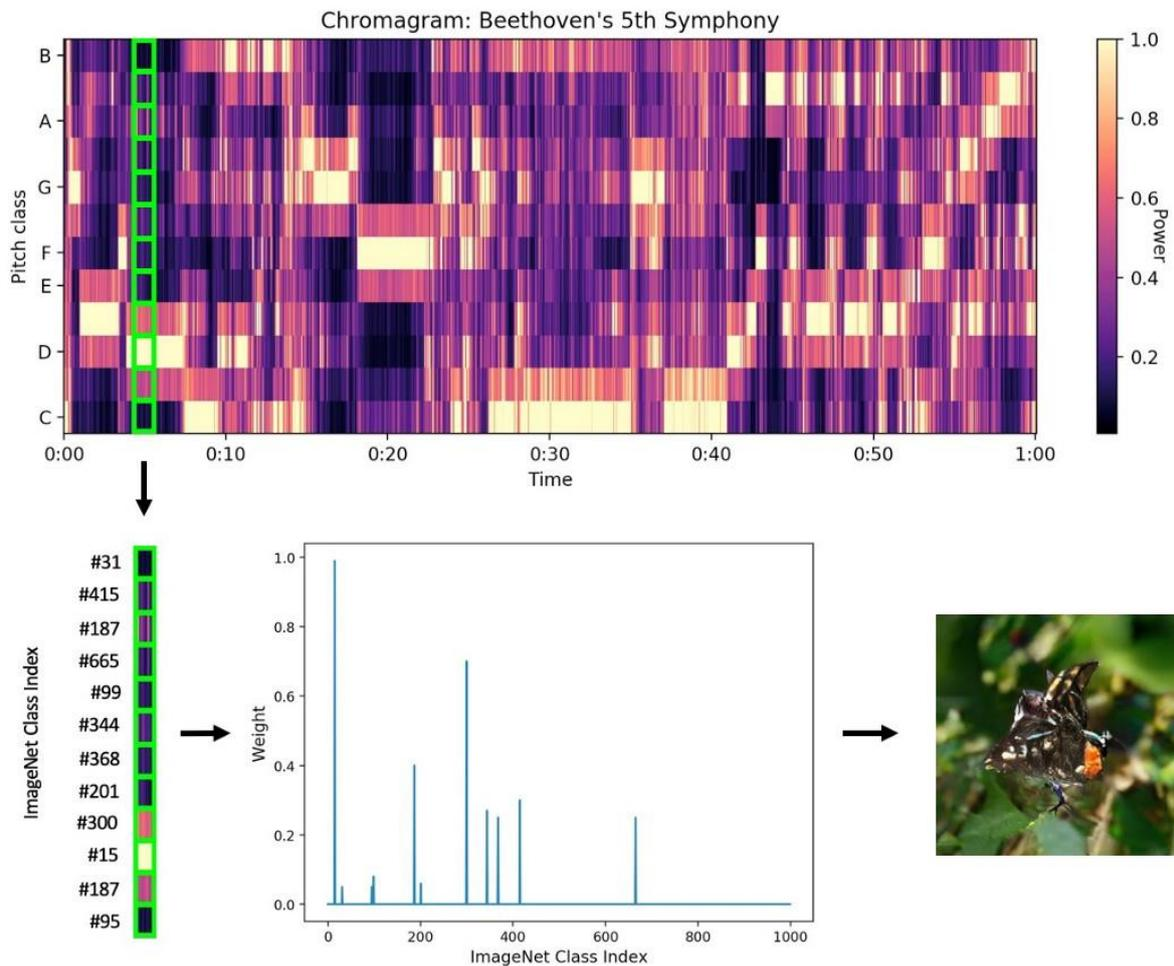 Chromagram: Beethoven's 5th Symphony
Pitch class
B
A
G
F
E
D
C
0:00 0:10 0:20 0:30 0:40 0:50 1:00
Time
1.0
0.8
0.6
0.4
0.2
Power
ImageNet Class Index
#31
#415
#187
#665
#99
#344
#368
#201
#300
#15
#187
#95
Weight
1.0
0.8
0.6
0.4
0.2
0.0
0 200 400 600 800 1000
ImageNet Class Index